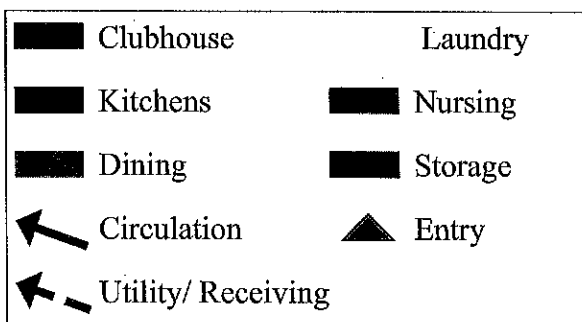 Clubhouse Laundry
Kitchens Nursing
Dining Storage
Circulation Entry
Utility/ Receiving